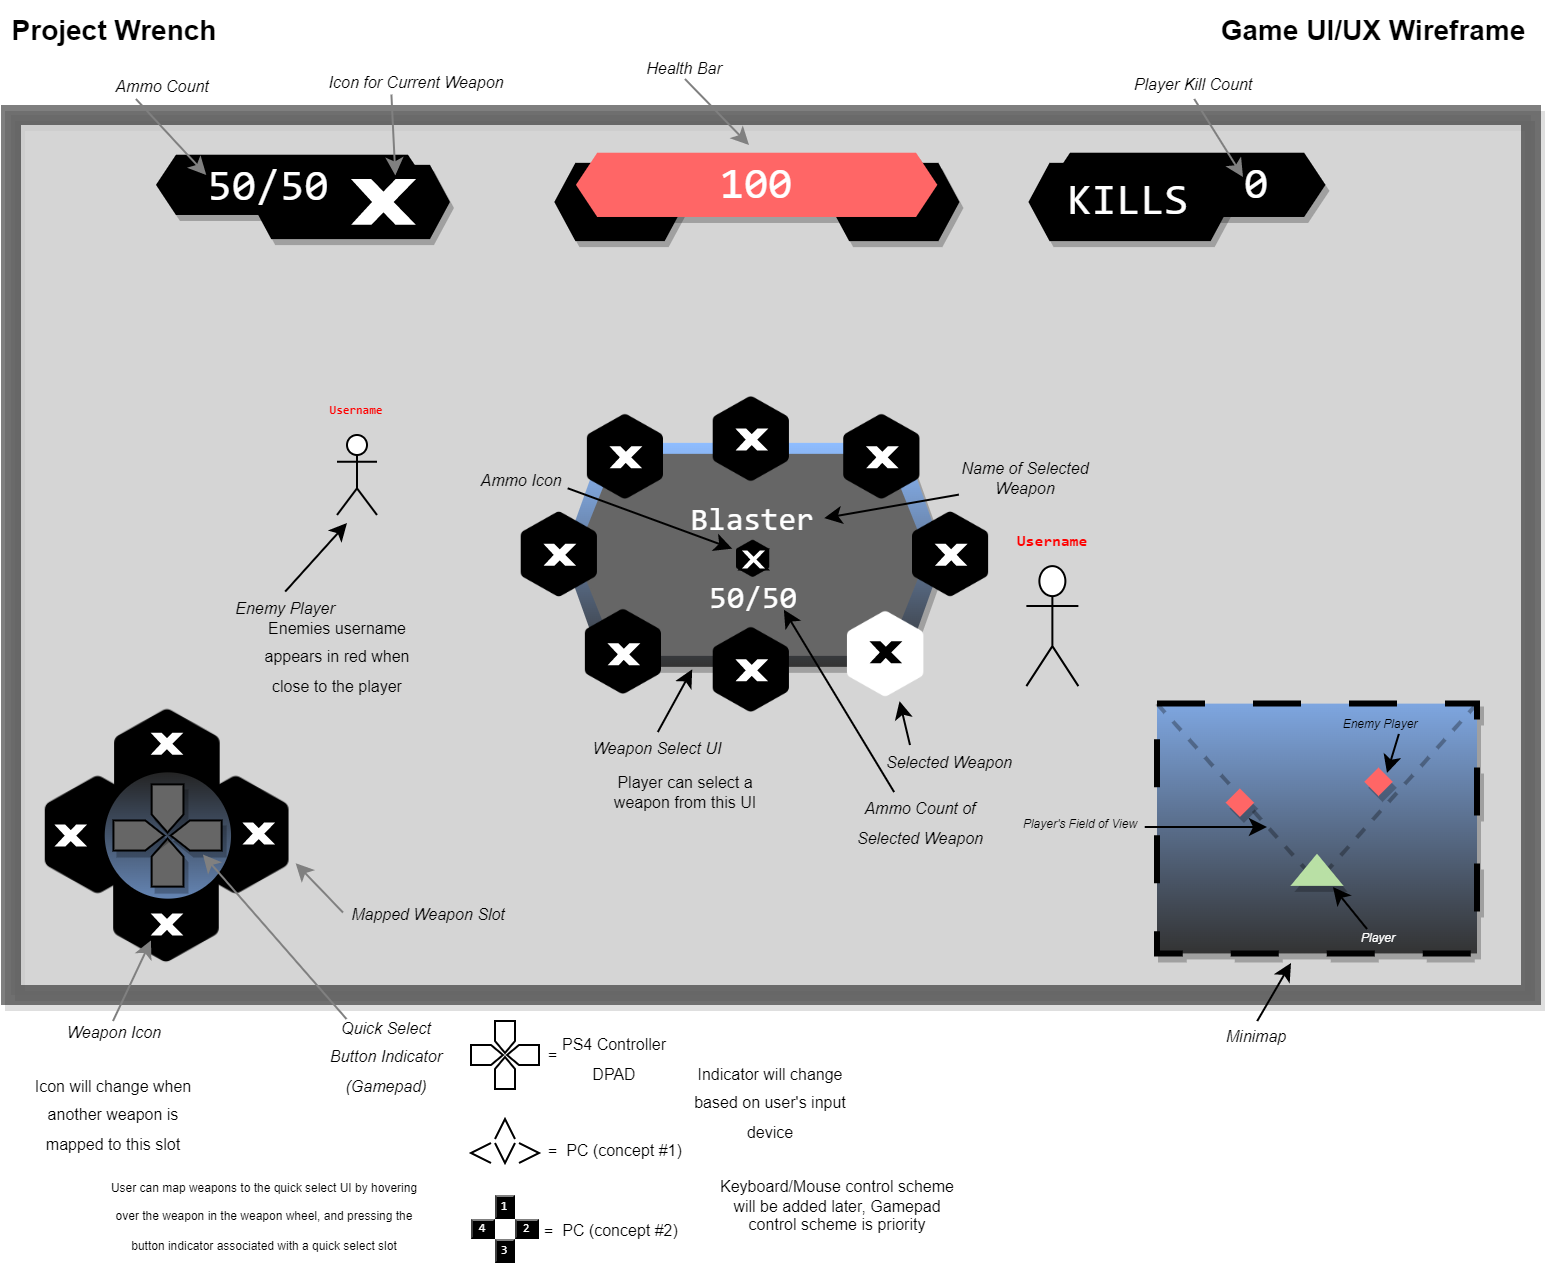 Project Wrench
Game UI/UX Wireframe
Ammo Count
Icon for Current Weapon
Health Bar
Player Kill Count
50/50
X
100
KILLS
0
Username
X
X
X
Ammo Icon
Name of Selected
Weapon
Blaster
X
X
X
50/50
Username
Enemy Player
Enemies username
appears in red when
close to the player
X
X
X
Weapon Select UI
Player can select a
weapon from this UI
Selected Weapon
Ammo Count of
Selected Weapon
Enemy Player
Player's Field of View
Player
Minimap
X
X
X
X
Mapped Weapon Slot
Weapon Icon
Icon will change when
another weapon is
mapped to this slot
Quick Select
Button Indicator
(Gamepad)
= PS4 Controller
DPAD
Indicator will change
based on user's input
device
= PC (concept #1)
User can map weapons to the quick select UI by hovering
over the weapon in the weapon wheel, and pressing the
button indicator associated with a quick select slot
1
4 2
3
= PC (concept #2)
Keyboard/Mouse control scheme
will be added later, Gamepad
control scheme is priority